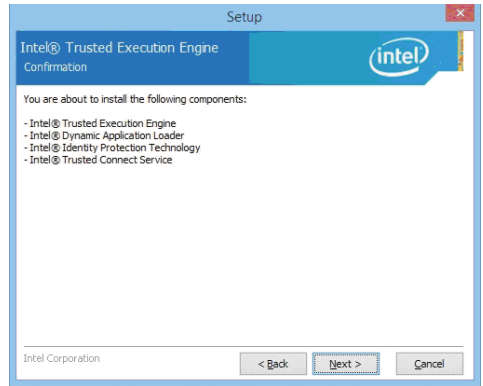 Setup
Intel® Trusted Execution Engine
Confirmation
intel
You are about to install the following components:
- Intel® Trusted Execution Engine
- Intel® Dynamic Application Loader
- Intel® Identity Protection Technology
- Intel® Trusted Connect Service
Intel Corporation
< Back
Next >
Cancel